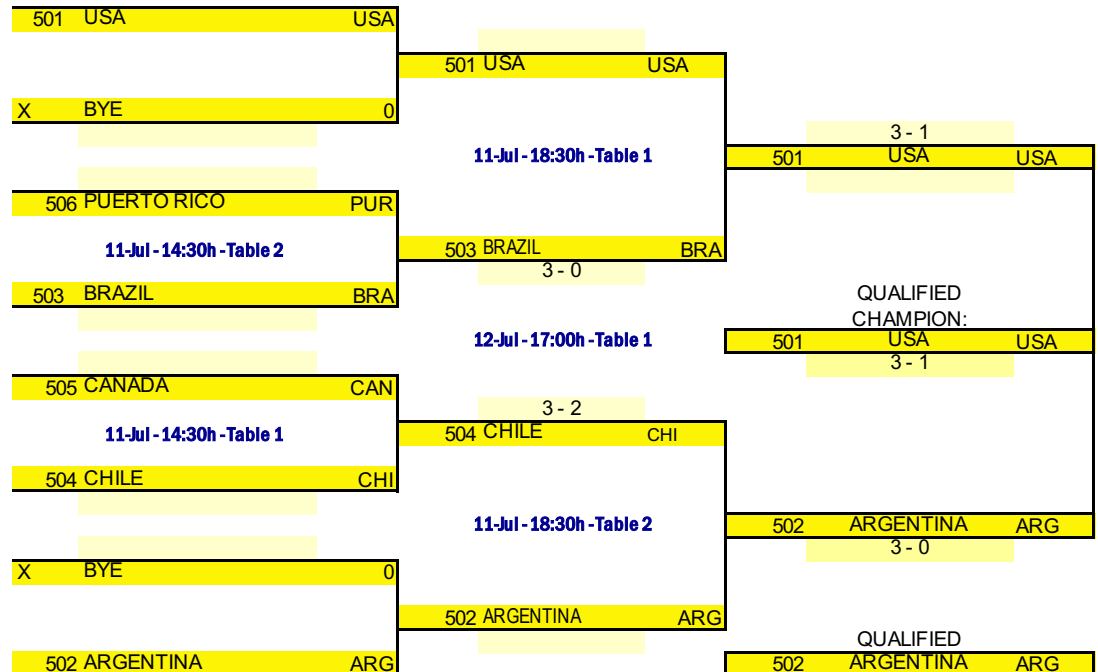 501 USA USA
501 USA USA
X BYE 0
3 - 1
11-Jul - 18:30h - Table 1
501 USA USA
506 PUERTO RICO PUR
11-Jul - 14:30h - Table 2
503 BRAZIL BRA
3 - 0
503 BRAZIL BRA
QUALIFIED
CHAMPION:
12-Jul - 17:00h - Table 1
501 USA USA
3 - 1
505 CANADA CAN
3 - 2
11-Jul - 14:30h - Table 1
504 CHILE CHI
504 CHILE CHI
11-Jul - 18:30h - Table 2
502 ARGENTINA ARG
3 - 0
X BYE 0
502 ARGENTINA ARG
QUALIFIED
502 ARGENTINA ARG
502 ARGENTINA ARG